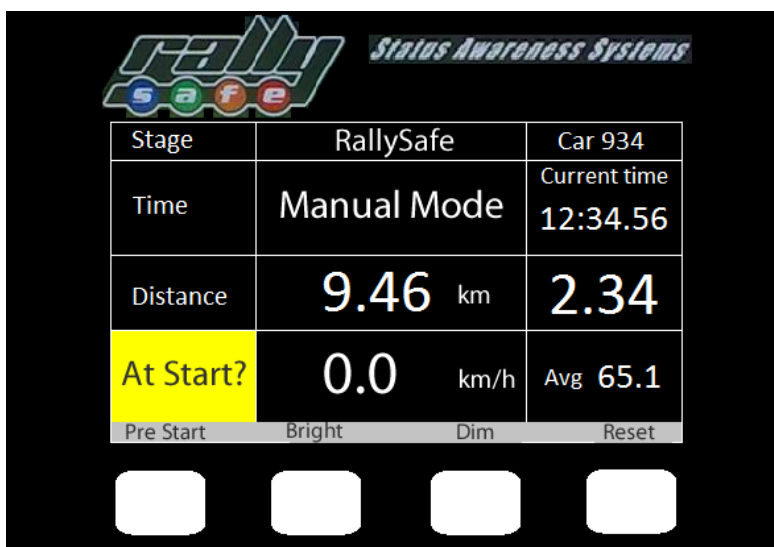 rally Status Awareness Systems
safe
Stage RallySafe Car 934
Time Manual Mode Current time
12:34.56
Distance 9.46 km 2.34
At Start? 0.0 km/h Avg 65.1
Pre Start Bright Dim Reset